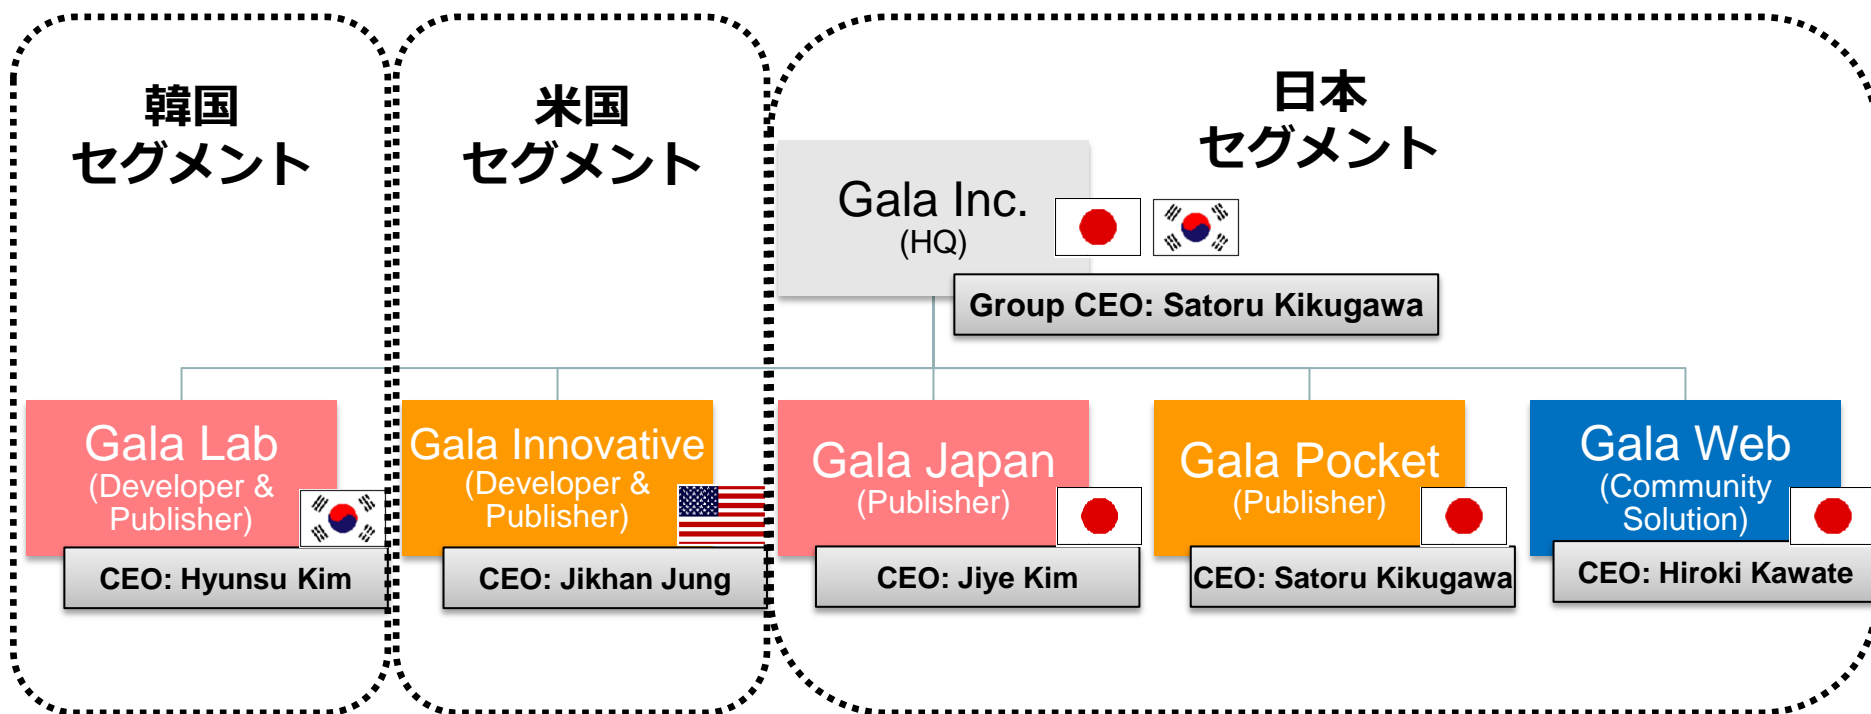 韓国
セグメント
米国
セグメント
日本
セグメント
Gala Inc.
(HQ)
Group CEO: Satoru Kikugawa
Gala Lab
(Developer &
Publisher)
CEO: Hyunsu Kim
Gala Innovative
(Developer &
Publisher)
CEO: Jikhan Jung
Gala Japan
(Publisher)
CEO: Jiye Kim
Gala Pocket
(Publisher)
CEO: Satoru Kikugawa
Gala Web
(Community
Solution)
CEO: Hiroki Kawate